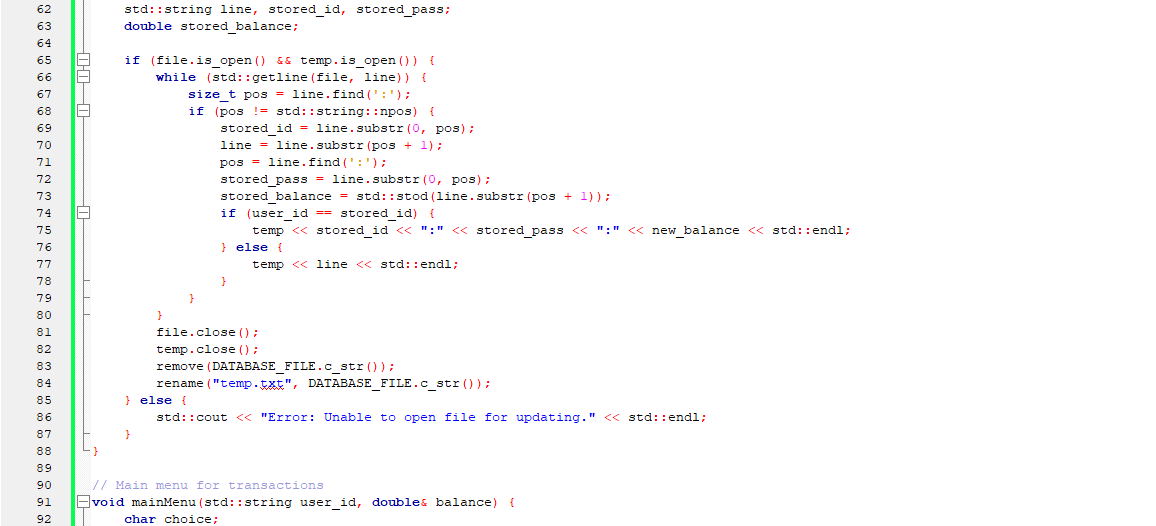 62 std::string line, stored_id, stored_pass;
63 double stored_balance;
64
65 if (file.is_open() && temp.is_open()) {
66 while (std::getline(file, line)) {
67 size_t pos = line.find(':');
68 if (pos != std::string::npos) {
69 stored_id = line.substr(0, pos);
70 line = line.substr(pos + 1);
71 pos = line.find(':');
72 stored_pass = line.substr(0, pos);
73 stored_balance = std::stod(line.substr(pos + 1));
74 if (user_id == stored_id) {
75 temp << stored_id << ":" << stored_pass << ":" << new_balance << std::endl;
76 } else {
77 temp << line << std::endl;
78 }
79 }
80 }
81 file.close();
82 temp.close();
83 remove(DATABASE_FILE.c_str());
84 rename("temp.txt", DATABASE_FILE.c_str());
85 } else {
86 std::cout << "Error: Unable to open file for updating." << std::endl;
87 }
88 }
89
90 // Main menu for transactions
91 void mainMenu(std::string user_id, double& balance) {
92 char choice;